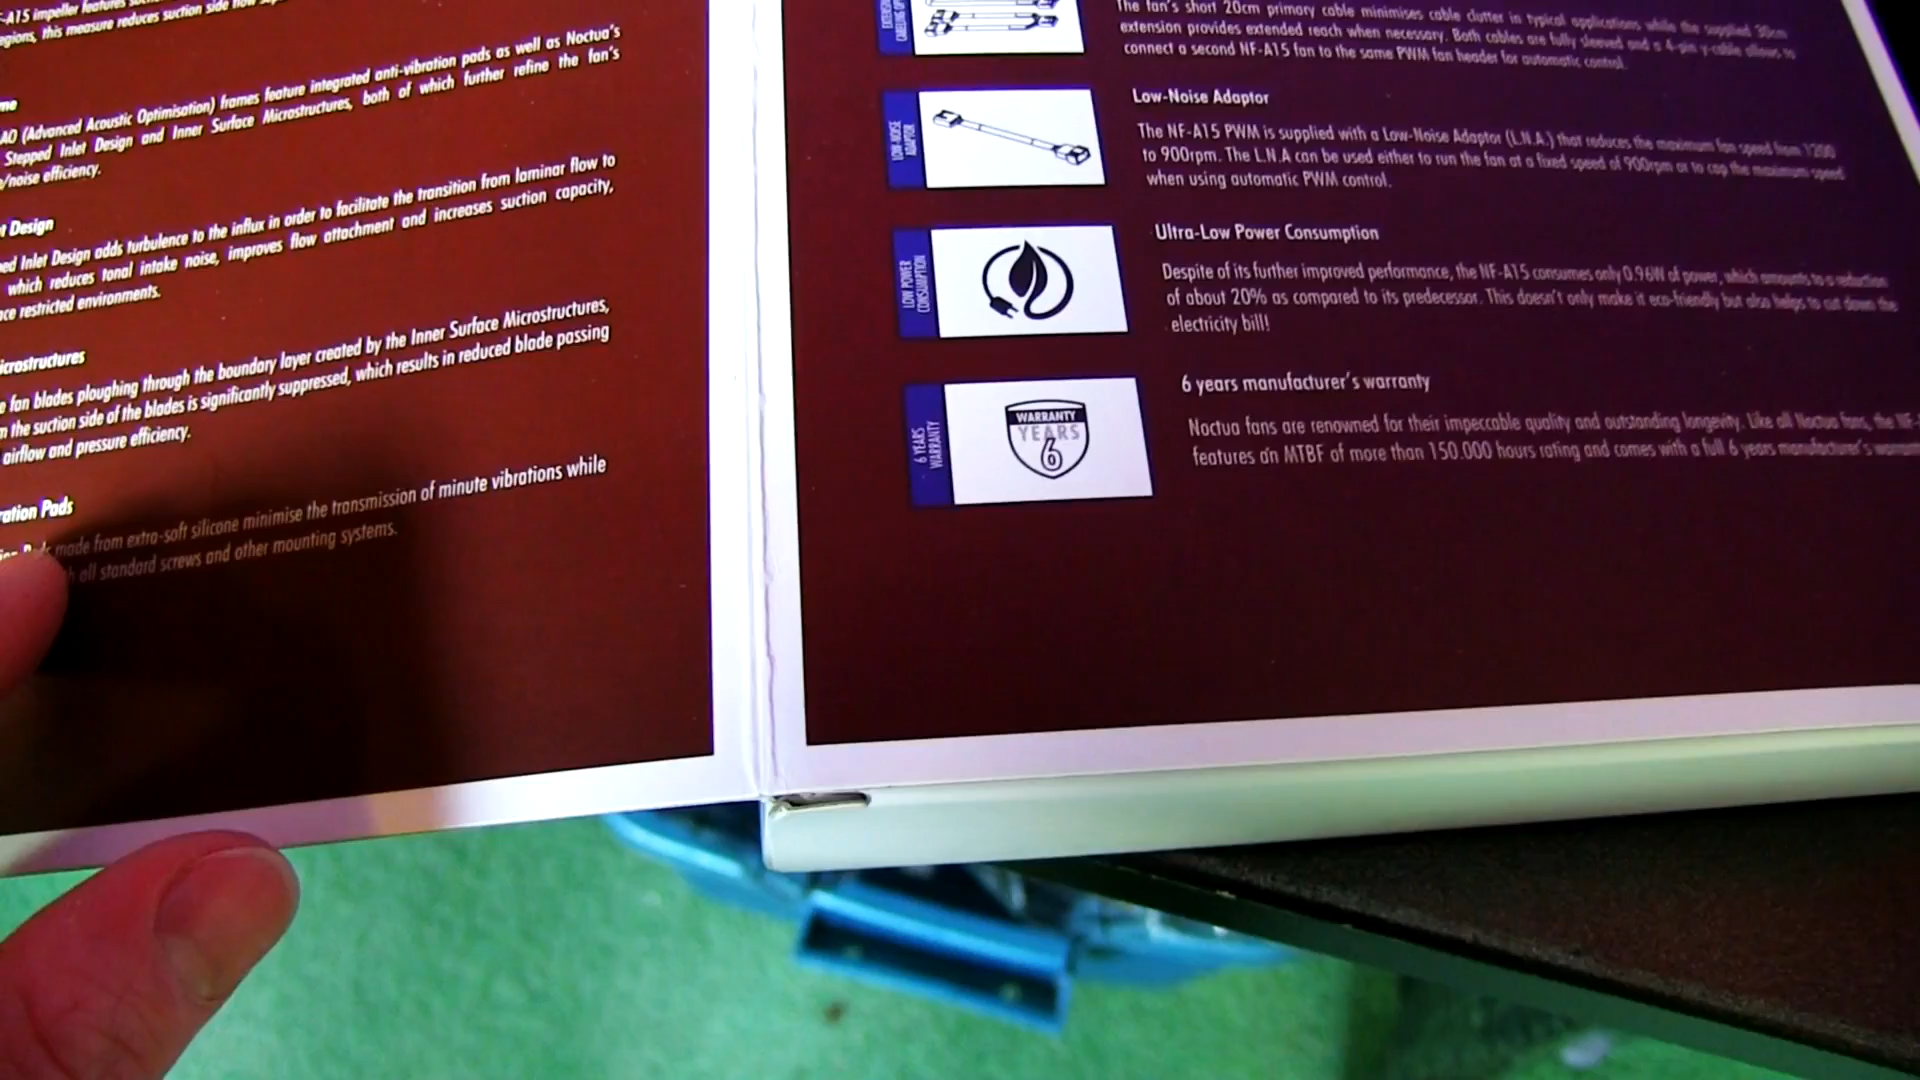 F-A15 impeller features
egions, this measure reduces suction side flow
me
AO (Advanced Acoustic Optimisation) frames feature integrated anti-vibration pads as well as Noctua's
Stepped Inlet Design and Inner Surface Microstructures, both of which further refine the fan's
e/noise efficiency.
t Design
ed Inlet Design adds turbulence to the influx in order to facilitate the transition from laminar flow to
which reduces tonal intake noise, improves flow attachment and increases suction capacity,
ace restricted environments.
icrostructures
e fan blades ploughing through the boundary layer created by the Inner Surface Microstructures,
m the suction side of the blades is significantly suppressed, which results in reduced blade passing
airflow and pressure efficiency.
ration Pads
made from extra-soft silicone minimise the transmission of minute vibrations while
h all standard screws and other mounting systems.
The fan's short 20cm primary cable minimises cable clutter in typical applications while the supplied 30cm
extension provides extended reach when necessary. Both cables are fully sleeved and a 4-pin y-cable allows to
connect a second NF-A15 fan to the same PWM fan header for automatic control.
LOW-NOISE
ADAPTOR
Low-Noise Adaptor
The NF-A15 PWM is supplied with a Low-Noise Adaptor (L.N.A.) that reduces the maximum fan speed from 1200
to 900rpm. The L.N.A can be used either to run the fan at a fixed speed of 900rpm or to cap the maximum speed
when using automatic PWM control.
LOW POWER
CONSUMPTION
Ultra-Low Power Consumption
Despite of its further improved performance, the NF-A15 consumes only 0.96W of power, which amounts to a reduction
of about 20% as compared to its predecessor. This doesn't only make it eco-friendly but also helps to cut down the
electricity bill!
6 YEARS
WARRANTY
WARRANTY
YEARS
6
6 years manufacturer's warranty
Noctua fans are renowned for their impeccable quality and outstanding longevity. Like all Noctua fans, the NF-
features an MTBF of more than 150.000 hours rating and comes with a full 6 years manufacturer's